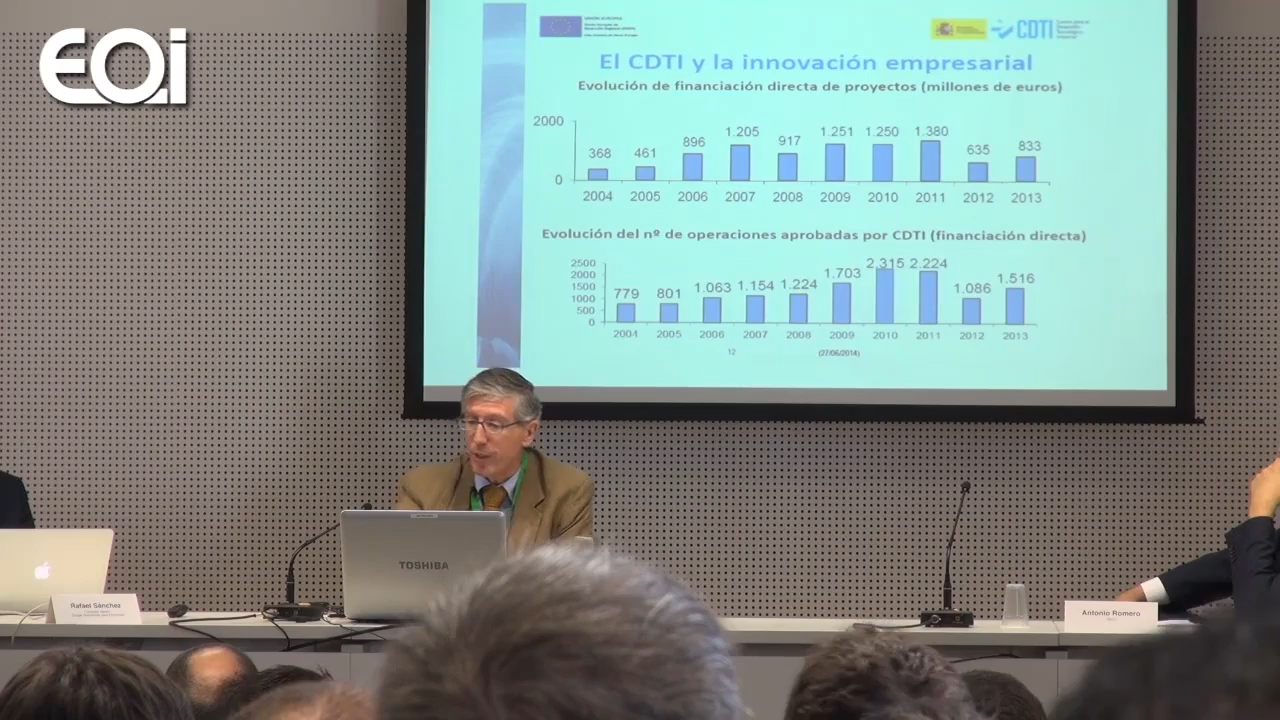 EOi
UNIÓN EUROPEA
CDTI
El CDTI y la innovación empresarial
Evolución de financiación directa de proyectos (millones de euros)
2000
0
368 461 896 1.205 917 1.251 1.250 1.380 635 833
2004 2005 2006 2007 2008 2009 2010 2011 2012 2013
Evolución del nº de operaciones aprobadas por CDTI (financiación directa)
2500
2000
1500
1000
500
0
779 801 1.063 1.154 1.224 1.703 2.315 2.224 1.086 1.516
2004 2005 2006 2007 2008 2009 2010 2011 2012 2013
12 (27/06/2014)
TOSHIBA
Rafael Sánchez
Antonio Romero